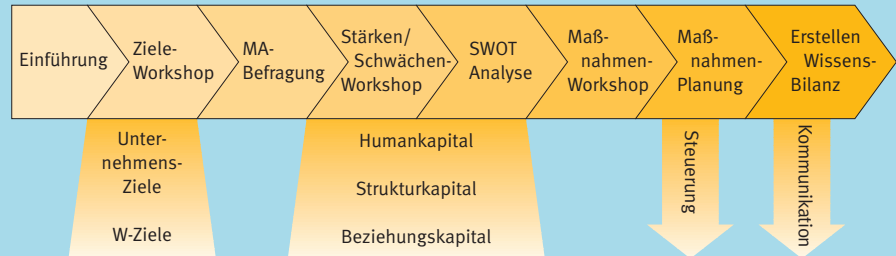 Einführung
Ziele-
Workshop
MA-
Befragung
Stärken/
Schwächen-
Workshop
SWOT
Analyse
Maß-
nahmen-
Workshop
Maß-
nahmen-
Planung
Erstellen
Wissens-
Bilanz
Unter-
nehmens-
Ziele
W-Ziele
Humankapital
Strukturkapital
Beziehungskapital
Steuerung
Kommunikation